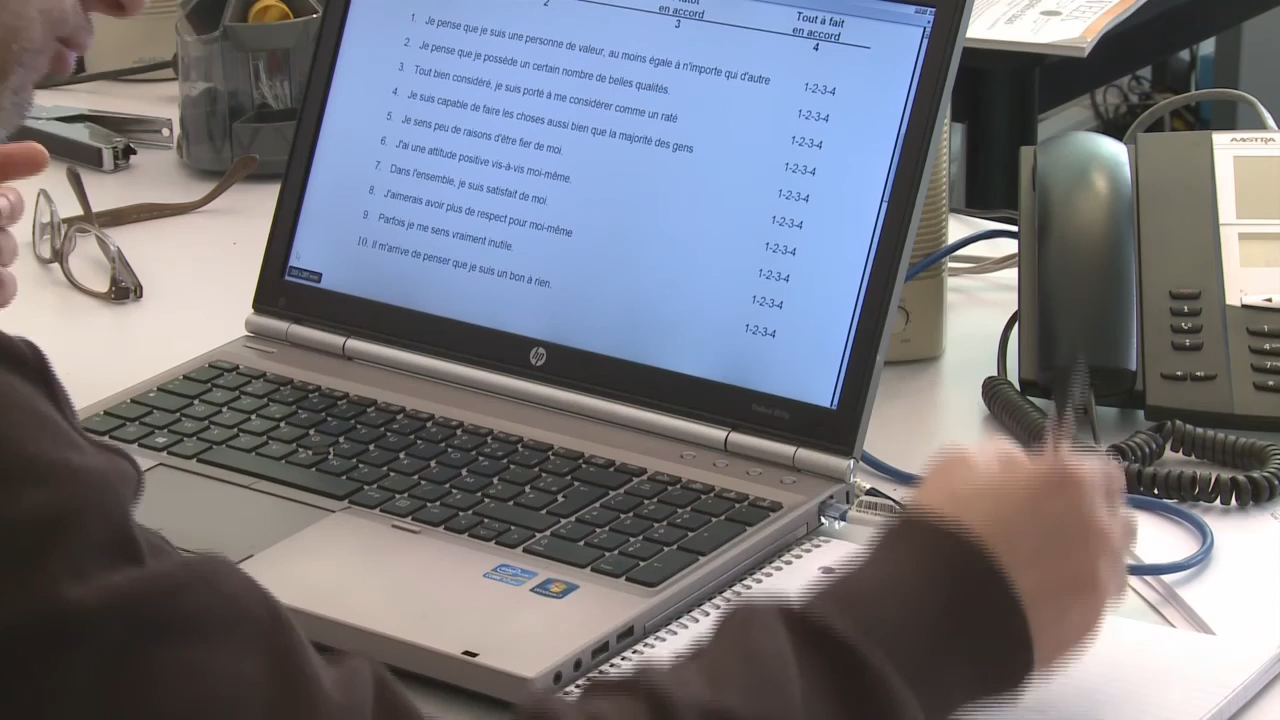 en accord
Tout à fait
en accord
2
3
4
1. Je pense que je suis une personne de valeur, au moins égale à n'importe qui d'autre 1-2-3-4
2. Je pense que je possède un certain nombre de belles qualités. 1-2-3-4
3. Tout bien considéré, je suis porté à me considérer comme un raté 1-2-3-4
4. Je suis capable de faire les choses aussi bien que la majorité des gens 1-2-3-4
5. Je sens peu de raisons d'être fier de moi. 1-2-3-4
6. J'ai une attitude positive vis-à-vis moi-même. 1-2-3-4
7. Dans l'ensemble, je suis satisfait de moi. 1-2-3-4
8. J'aimerais avoir plus de respect pour moi-même 1-2-3-4
9. Parfois je me sens vraiment inutile. 1-2-3-4
10. Il m'arrive de penser que je suis un bon à rien. 1-2-3-4
hp
AASTRA